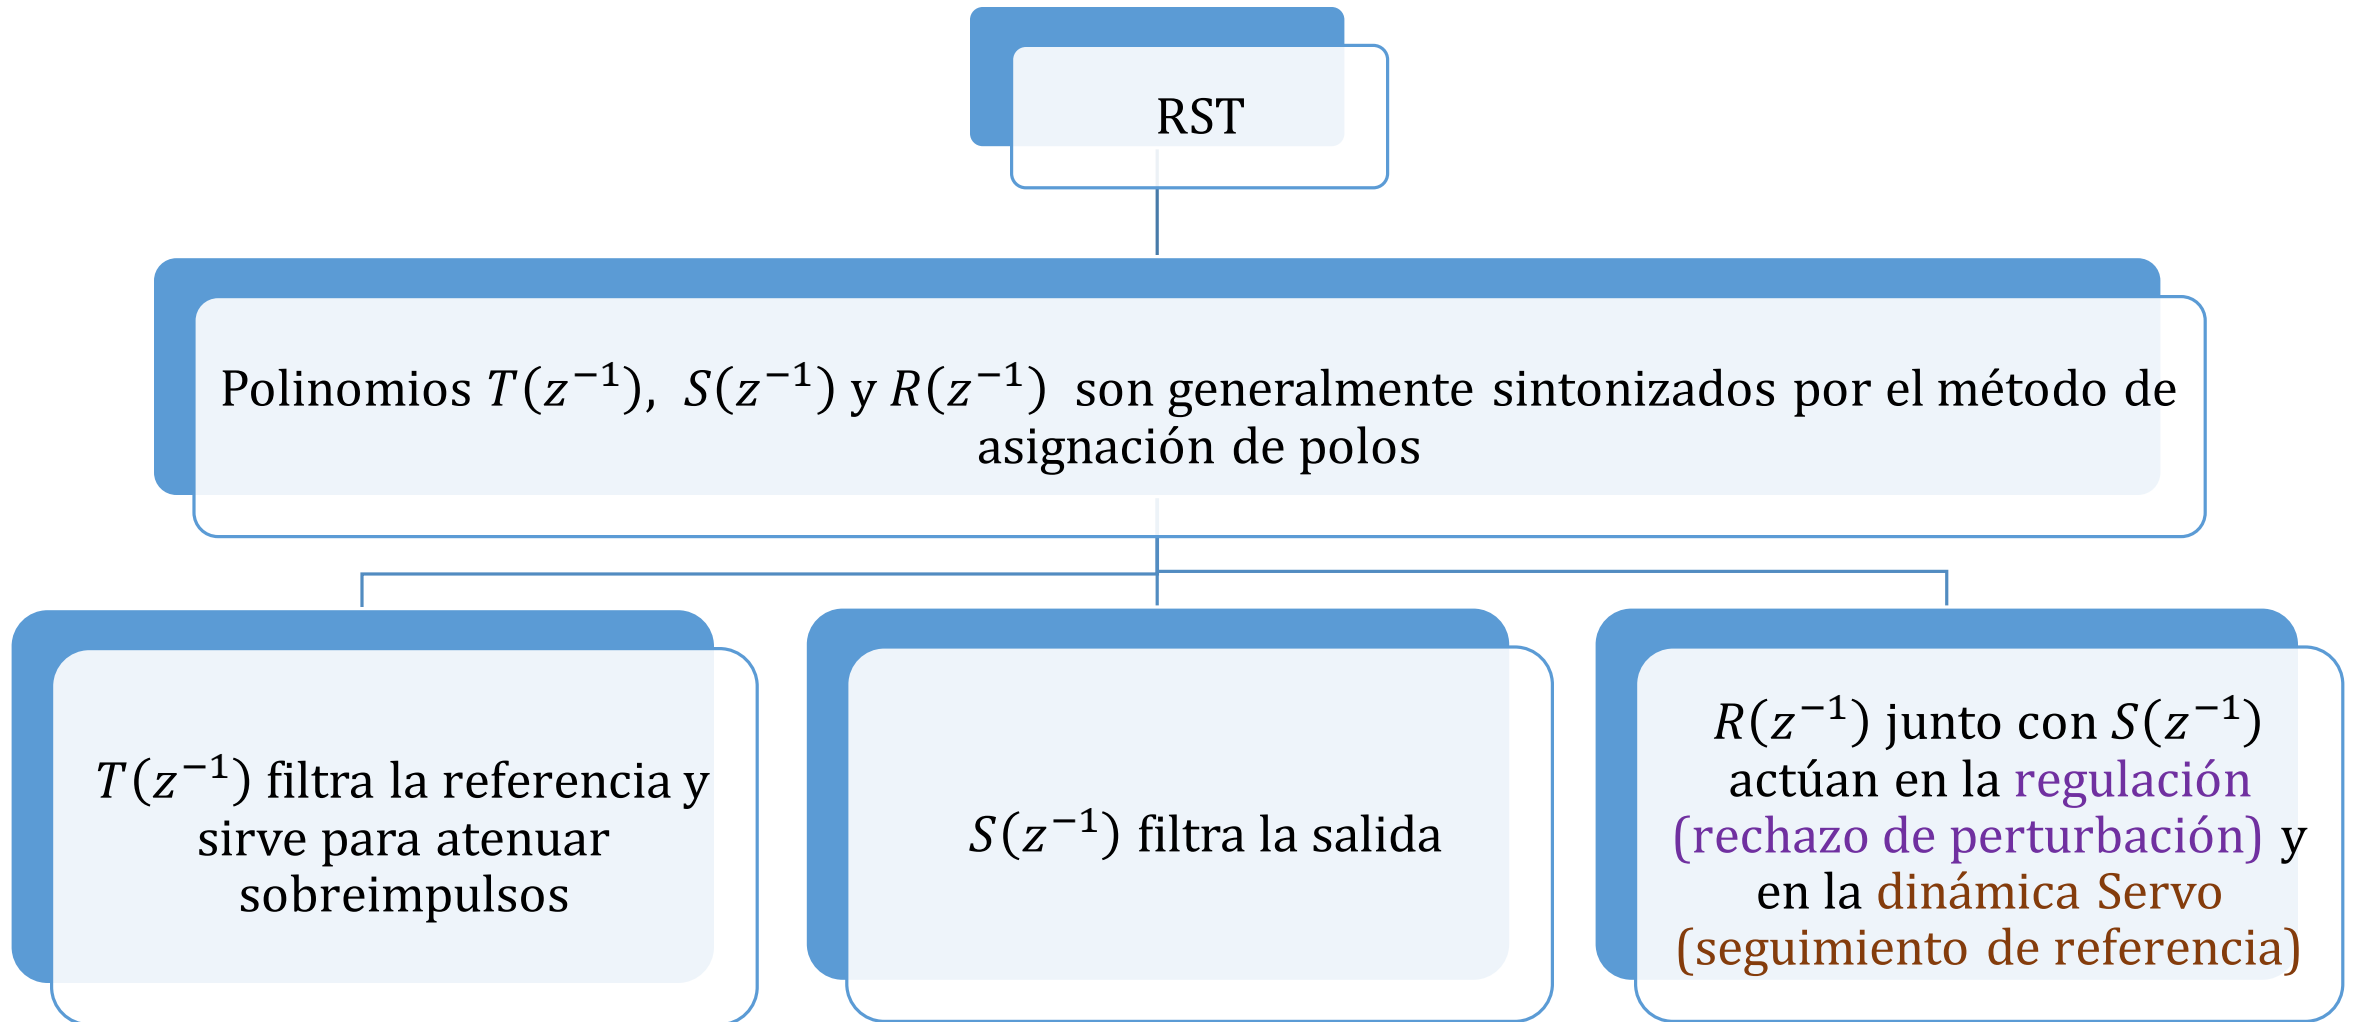 RST
Polinomios T(z⁻¹), S(z⁻¹) y R(z⁻¹) son generalmente sintonizados por el método de
asignación de polos
T(z⁻¹) filtra la referencia y
sirve para atenuar
sobreimpulsos
S(z⁻¹) filtra la salida
R(z⁻¹) junto con S(z⁻¹)
actúan en la regulación
(rechazo de perturbación) y
en la dinámica Servo
(seguimiento de referencia)